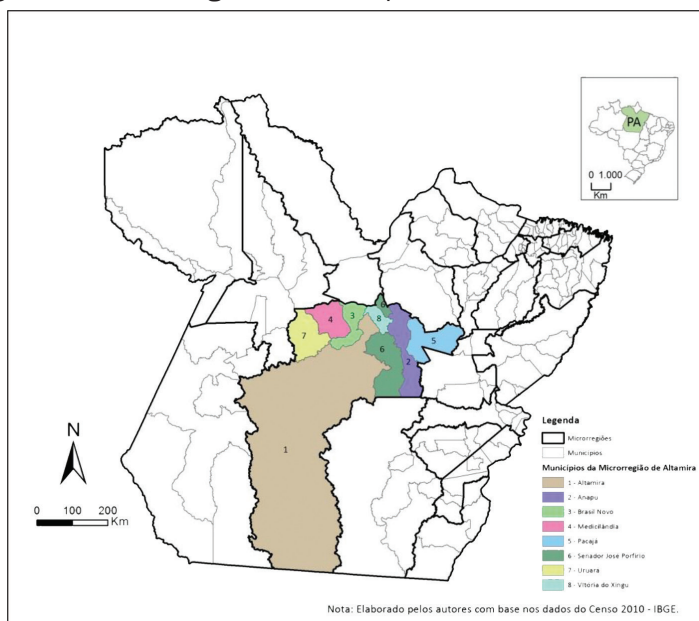 PA
0 1.000
Km
6
3
4
8
7
6
5
2
1
N
0 100 200
Km
Legenda
Microrregiões
Municípios
Municípios da Microrregião de Altamira
1 - Altamira
2 - Anapu
3 - Brasil Novo
4 - Medicilândia
5 - Pacajá
6 - Senador José Porfírio
7 - Uruará
8 - Vitória do Xingu
Nota: Elaborado pelos autores com base nos dados do Censo 2010 - IBGE.